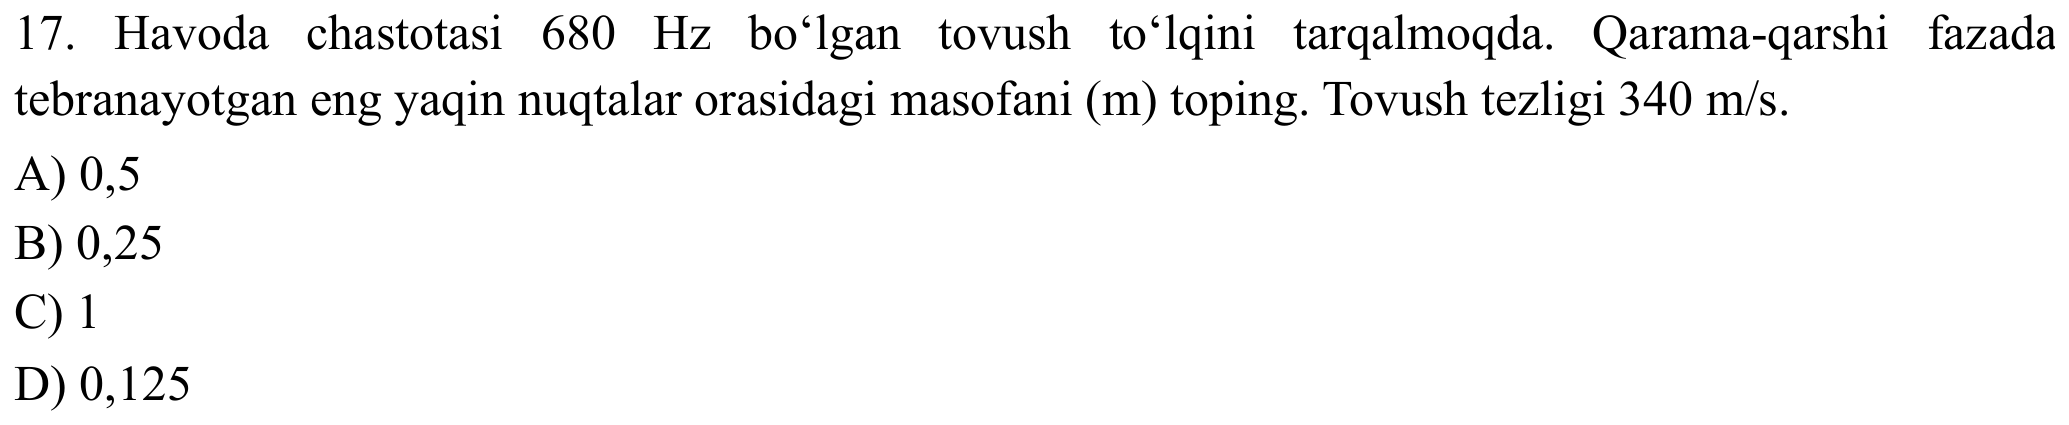 17. Havoda chastotasi 680 Hz bo‘lgan tovush to‘lqini tarqalmoqda. Qarama-qarshi fazada
tebranayotgan eng yaqin nuqtalar orasidagi masofani (m) toping. Tovush tezligi 340 m/s.
A) 0,5
B) 0,25
C) 1
D) 0,125